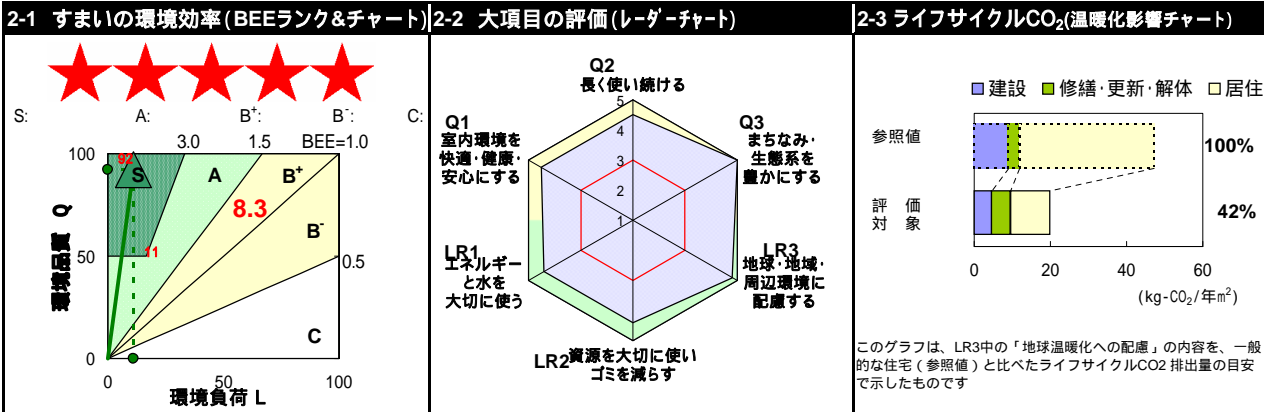 2-1 すまいの環境効率(BEEランク&チャート)
S: A: B⁺: B⁻: C:
3.0 1.5 BEE=1.0
100
92
S A B⁺
8.3
B⁻
11
50
0.5
C
0
0 50 100
環境品質 Q
環境負荷 L
2-2 大項目の評価(レーダーチャート)
Q2
長く使い続ける
5
4
3
2
1
Q1
室内環境を
快適・健康・
安心にする
Q3
まちなみ・
生態系を
豊かにする
LR1
エネルギー
と水を
大切に使う
LR3
地球・地域・
周辺環境に
配慮する
LR2 資源を大切に使い
ゴミを減らす
2-3 ライフサイクルCO₂(温暖化影響チャート)
建設 修繕・更新・解体 居住
参照値
100%
評 価
対 象
42%
0 20 40 60
(kg-CO₂/年㎡)
このグラフは、LR3中の「地球温暖化への配慮」の内容を、一般
的な住宅(参照値)と比べたライフサイクルCO2 排出量の目安
で示したものです